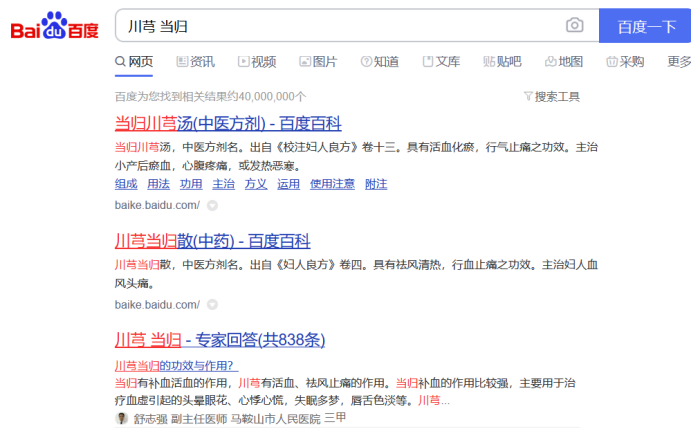 Bai du 百度
川芎 当归
百度一下
网页 资讯 视频 图片 知道 文库 贴吧 地图 采购 更多
百度为您找到相关结果约40,000,000个 搜索工具
当归川芎汤(中医方剂) - 百度百科
当归川芎汤，中医方剂名。出自《校注妇人良方》卷十三。具有活血化瘀，行气止痛之功效。主治
小产后瘀血，心腹疼痛，或发热恶寒。
组成 用法 功用 主治 方义 运用 使用注意 附注
baike.baidu.com/
川芎当归散(中药) - 百度百科
川芎当归散，中医方剂名。出自《妇人良方》卷四。具有祛风清热，行血止痛之功效。主治妇人血
风头痛。
baike.baidu.com/
川芎 当归 - 专家回答(共838条)
川芎当归的功效与作用?
当归有补血活血的作用，川芎有活血、祛风止痛的作用。当归补血的作用比较强，主要用于治
疗血虚引起的头晕眼花、心悸心慌，失眠多梦，唇舌色淡等。川芎...
舒志强 副主任医师 马鞍山市人民医院 三甲